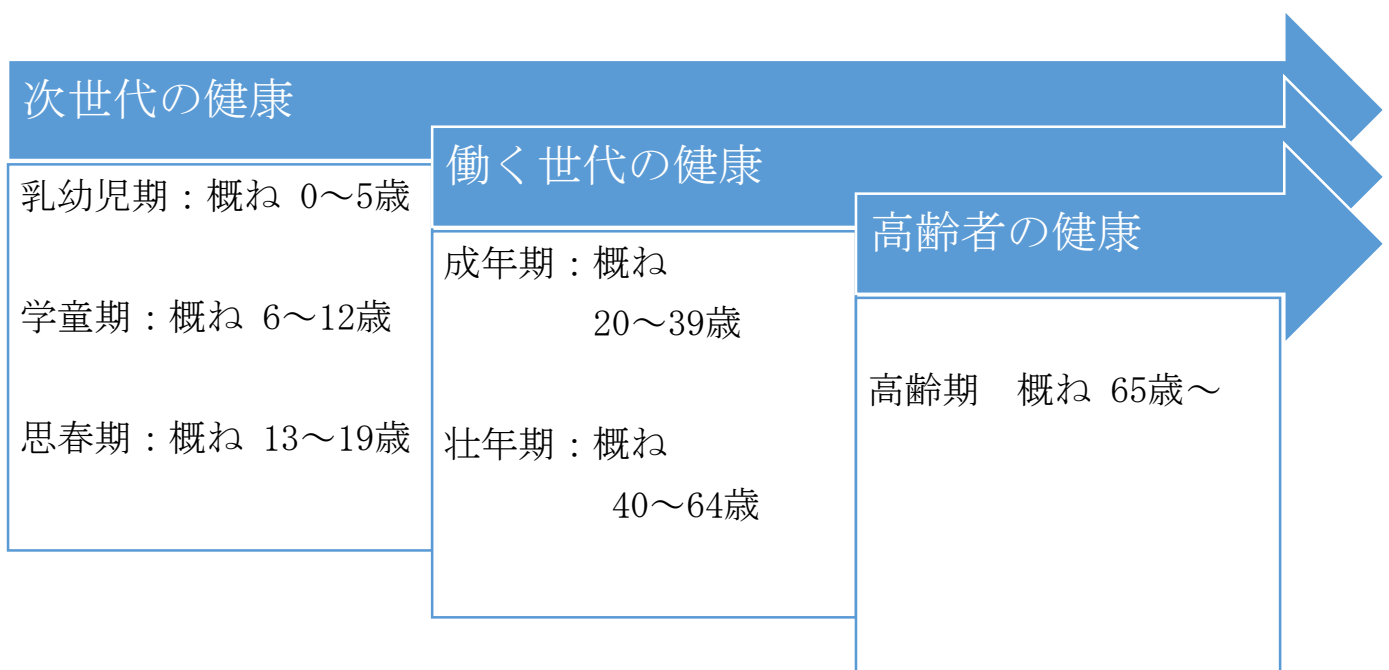 次世代の健康
乳幼児期：概ね 0～5歳
学童期：概ね 6～12歳
思春期：概ね 13～19歳
働く世代の健康
成年期：概ね
20～39歳
壮年期：概ね
40～64歳
高齢者の健康
高齢期　概ね 65歳～